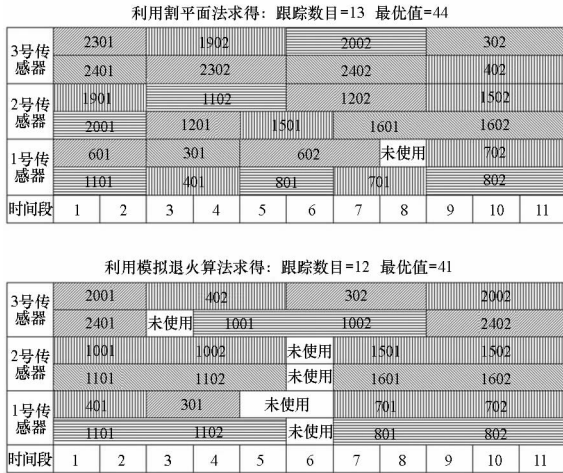 利用割平面法求得：跟踪数目=13 最优值=44
3号传感器 2301 1902 2002 302
2401 2302 2402 402
2号传感器 1901 1102 1202 1502
2001 1201 1501 1601 1602
1号传感器 601 301 602 未使用 702
1101 401 801 701 802
时间段 1 2 3 4 5 6 7 8 9 10 11
利用模拟退火算法求得：跟踪数目=12 最优值=41
3号传感器 2001 402 302 2002
2401 未使用 1001 1002 2402
2号传感器 1001 1002 未使用 1501 1502
1101 1102 未使用 1601 1602
1号传感器 401 301 未使用 701 702
1101 1102 未使用 801 802
时间段 1 2 3 4 5 6 7 8 9 10 11